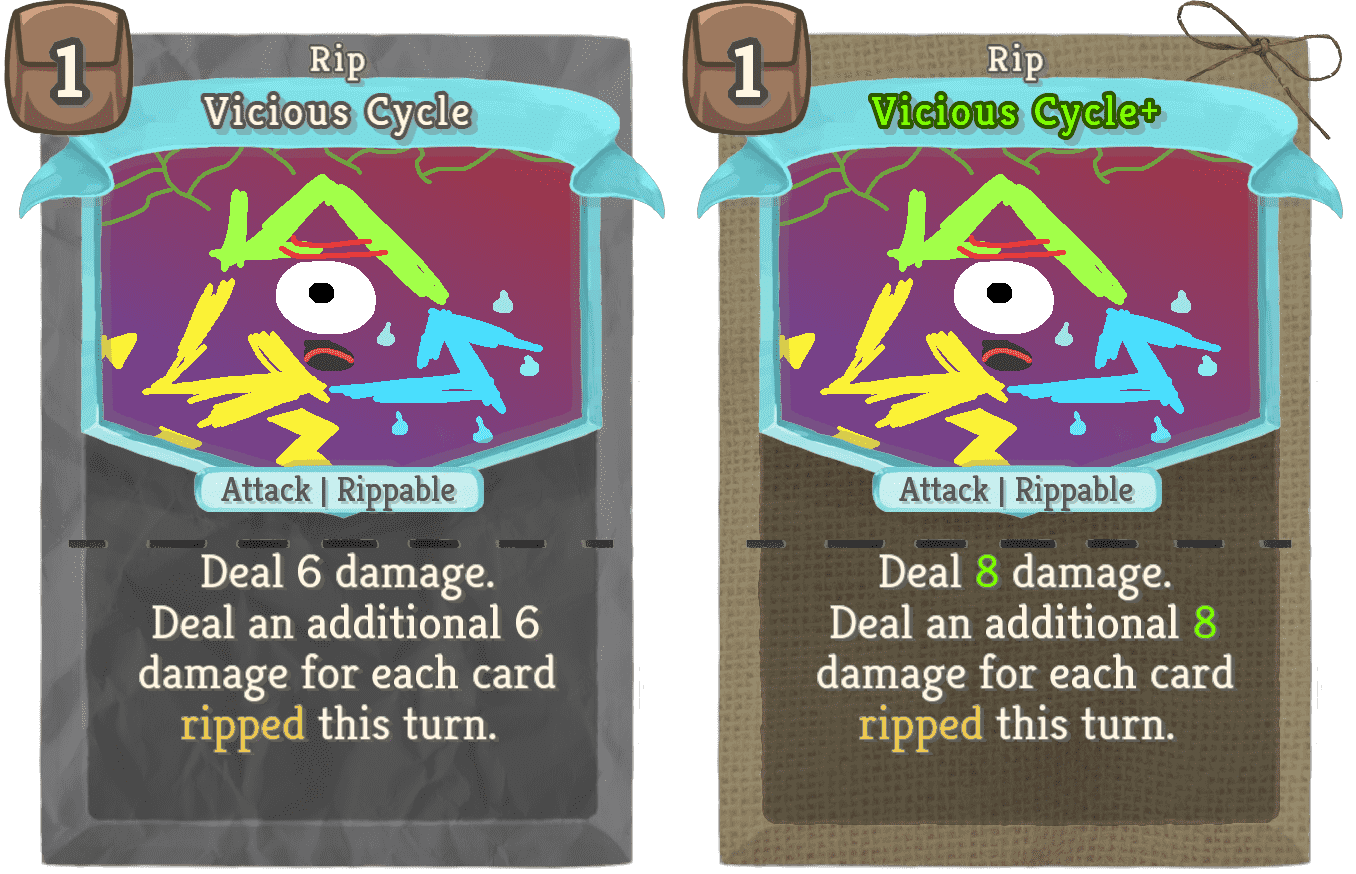 1
Rip
Vicious Cycle
Attack | Rippable
Deal 6 damage.
Deal an additional 6
damage for each card
ripped this turn.
1
Rip
Vicious Cycle+
Attack | Rippable
Deal 8 damage.
Deal an additional 8
damage for each card
ripped this turn.